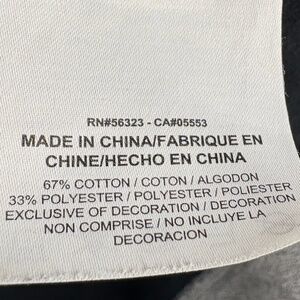 RN#56323 - CA#05553
MADE IN CHINA/FABRIQUE EN
CHINE/HECHO EN CHINA
67% COTTON / COTON / ALGODON
33% POLYESTER / POLYESTER / POLIESTER
EXCLUSIVE OF DECORATION / DECORATION
NON COMPRISE / NO INCLUYE LA
DECORACION